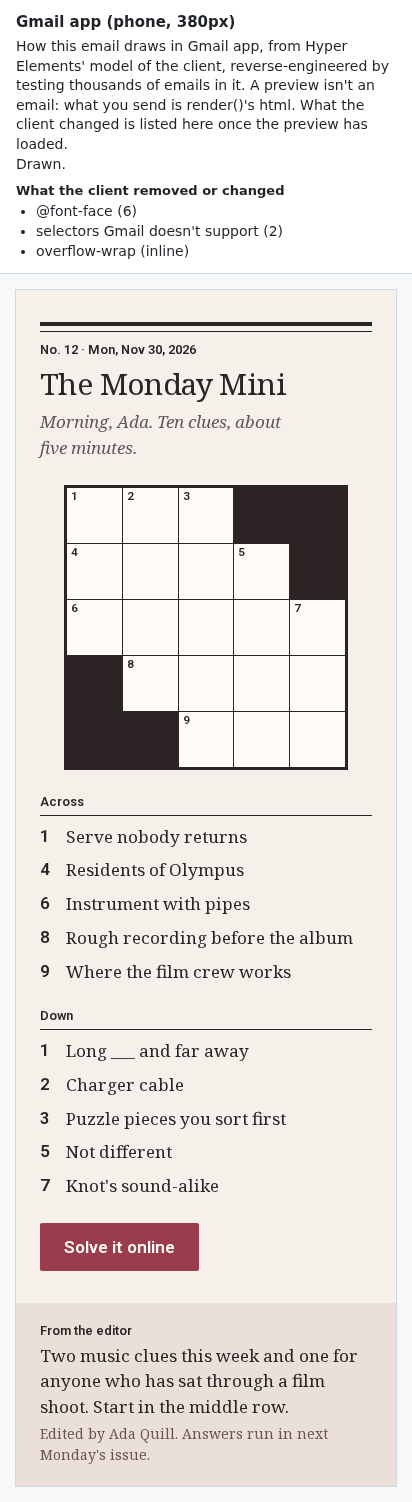 Gmail app (phone, 380px)
How this email draws in Gmail app, from Hyper
Elements' model of the client, reverse-engineered by
testing thousands of emails in it. A preview isn't an
email: what you send is render()'s html. What the
client changed is listed here once the preview has
loaded.
Drawn.
What the client removed or changed
• @font-face (6)
• selectors Gmail doesn't support (2)
• overflow-wrap (inline)
No. 12 · Mon, Nov 30, 2026
The Monday Mini
Morning, Ada. Ten clues, about
five minutes.
1 2 3
4 5
6 7
8
9
Across
1 Serve nobody returns
4 Residents of Olympus
6 Instrument with pipes
8 Rough recording before the album
9 Where the film crew works
Down
1 Long ___ and far away
2 Charger cable
3 Puzzle pieces you sort first
5 Not different
7 Knot's sound-alike
Solve it online
From the editor
Two music clues this week and one for
anyone who has sat through a film
shoot. Start in the middle row.
Edited by Ada Quill. Answers run in next
Monday's issue.